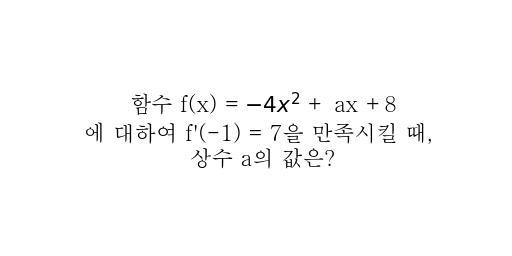 함수 f(x) = −4x² + ax + 8
에 대하여 f'(−1) = 7을 만족시킬 때,
상수 a의 값은?